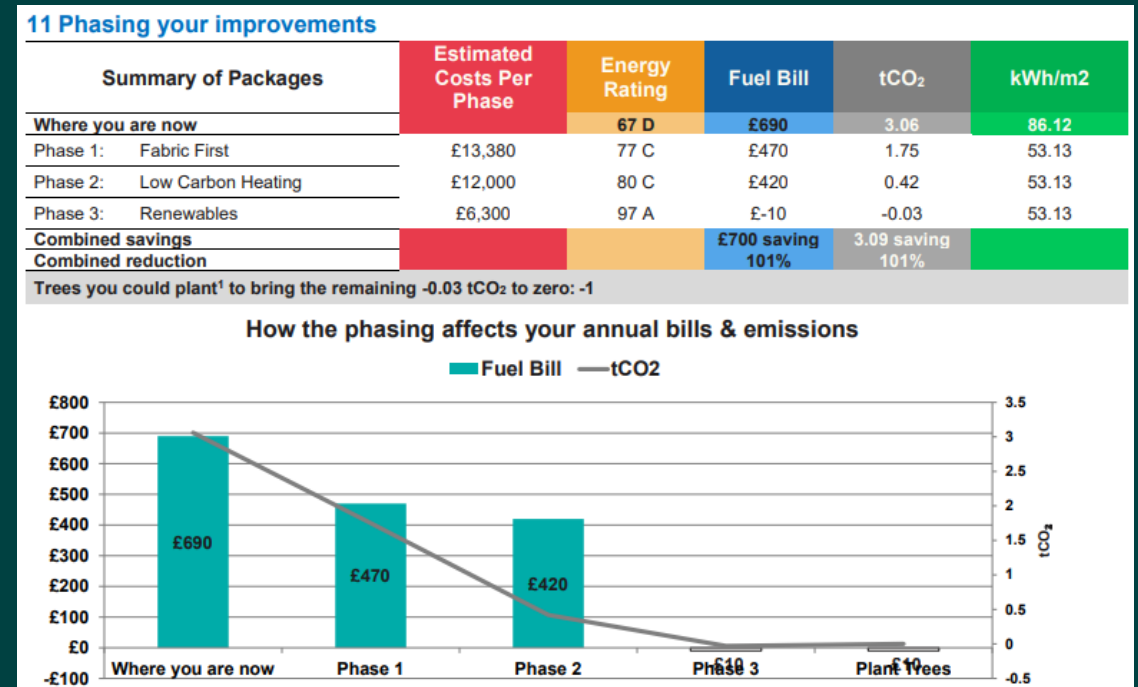 11 Phasing your improvements
Summary of Packages Estimated Costs Per Phase Energy Rating Fuel Bill tCO₂ kWh/m2
Where you are now 67 D £690 3.06 86.12
Phase 1: Fabric First £13,380 77 C £470 1.75 53.13
Phase 2: Low Carbon Heating £12,000 80 C £420 0.42 53.13
Phase 3: Renewables £6,300 97 A £-10 -0.03 53.13
Combined savings £700 saving 3.09 saving
Combined reduction 101% 101%
Trees you could plant¹ to bring the remaining -0.03 tCO₂ to zero: -1
How the phasing affects your annual bills & emissions
Fuel Bill tCO2
£800 3.5
£700 3
£600 2.5
£500 2
£400 1.5
£300 1
£200 0.5
£100 0
£0 -0.5
-£100
tCO₂
£690
£470
£420
Where you are now Phase 1 Phase 2 Phase 3 Plant Trees